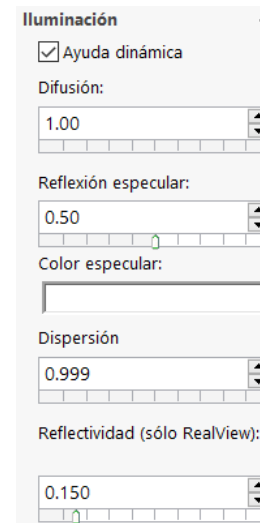 Iluminación
Ayuda dinámica
Difusión:
1.00
Reflexión especular:
0.50
Color especular:
Dispersión
0.999
Reflectividad (sólo RealView):
0.150